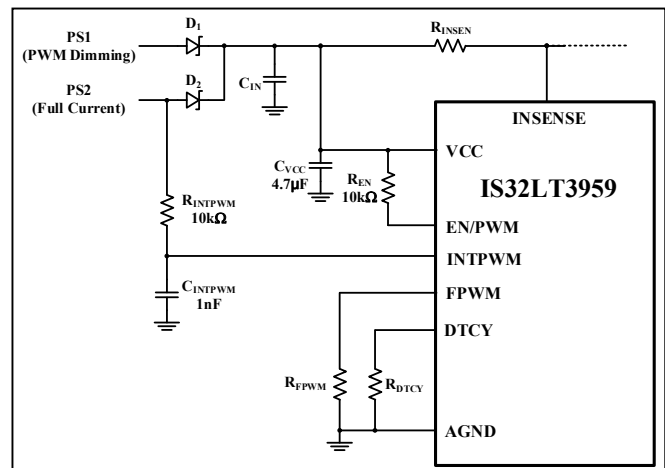 PS1
(PWM Dimming)
D1
RINSEN
PS2
(Full Current)
D2
CIN
INSENSE
VCC
CVCC
4.7μF
REN
10kΩ
IS32LT3959
RINTPWM
10kΩ
EN/PWM
INTPWM
CINTPWM
1nF
FPWM
DTCY
RFPWM
RDTCY
AGND